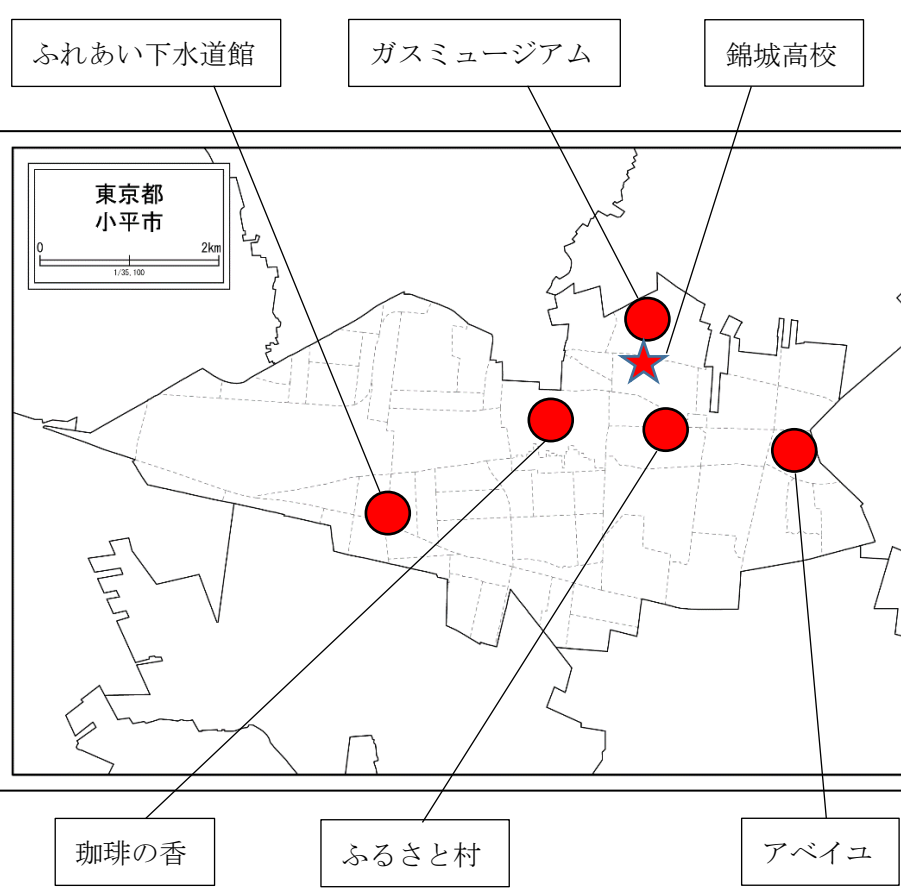 ふれあい下水道館
ガスミュージアム
錦城高校
東京都
小平市
0 2km
1/35,100
珈琲の香
ふるさと村
アベイユ